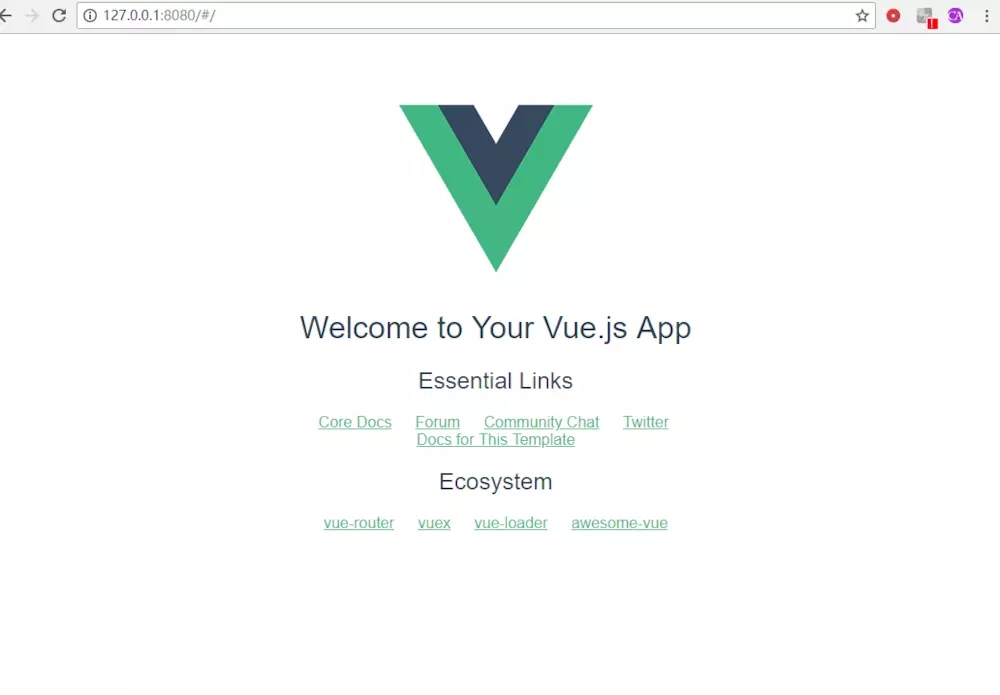 127.0.0.1:8080/#/
Welcome to Your Vue.js App
Essential Links
Core Docs Forum Community Chat Twitter
Docs for This Template
Ecosystem
vue-router vuex vue-loader awesome-vue